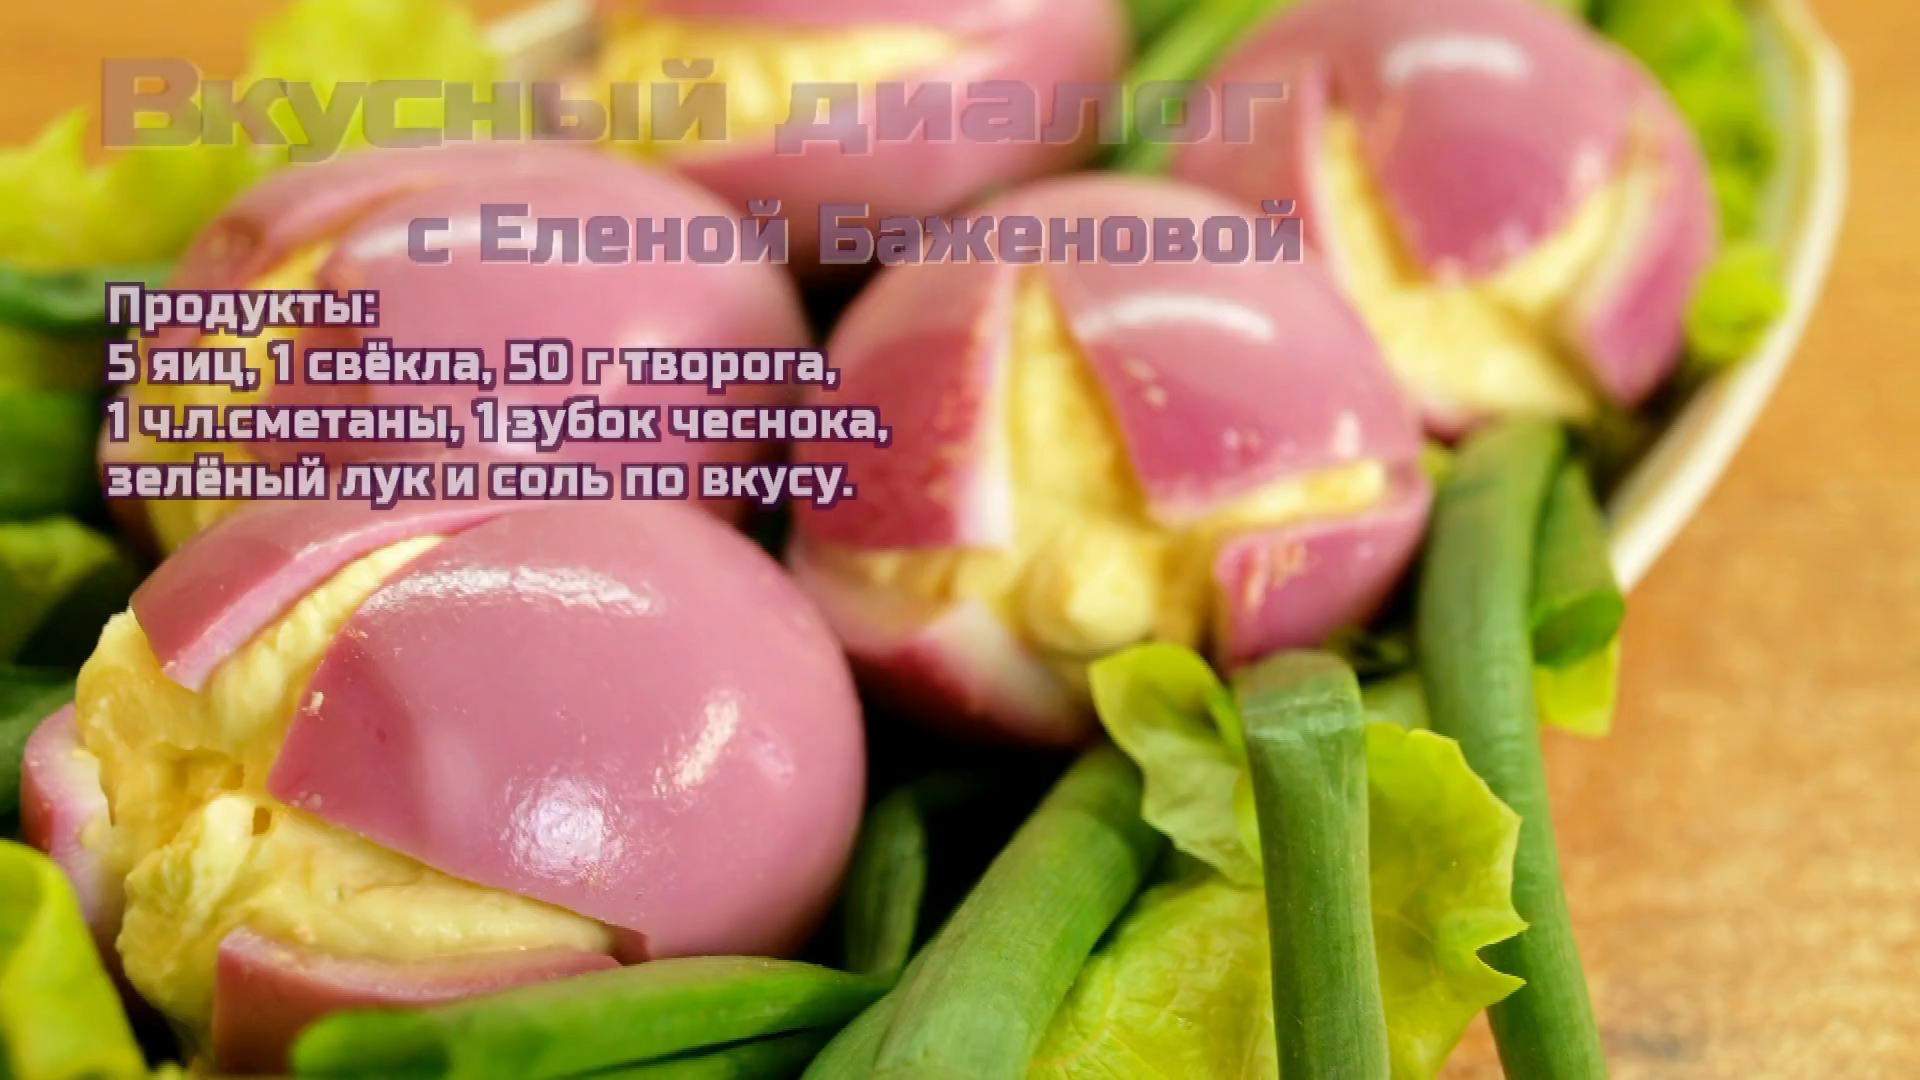 Вкусный диалог
с Еленой Баженовой
Продукты:
5 яиц, 1 свёкла, 50 г творога,
1 ч.л.сметаны, 1 зубок чеснока,
зелёный лук и соль по вкусу.